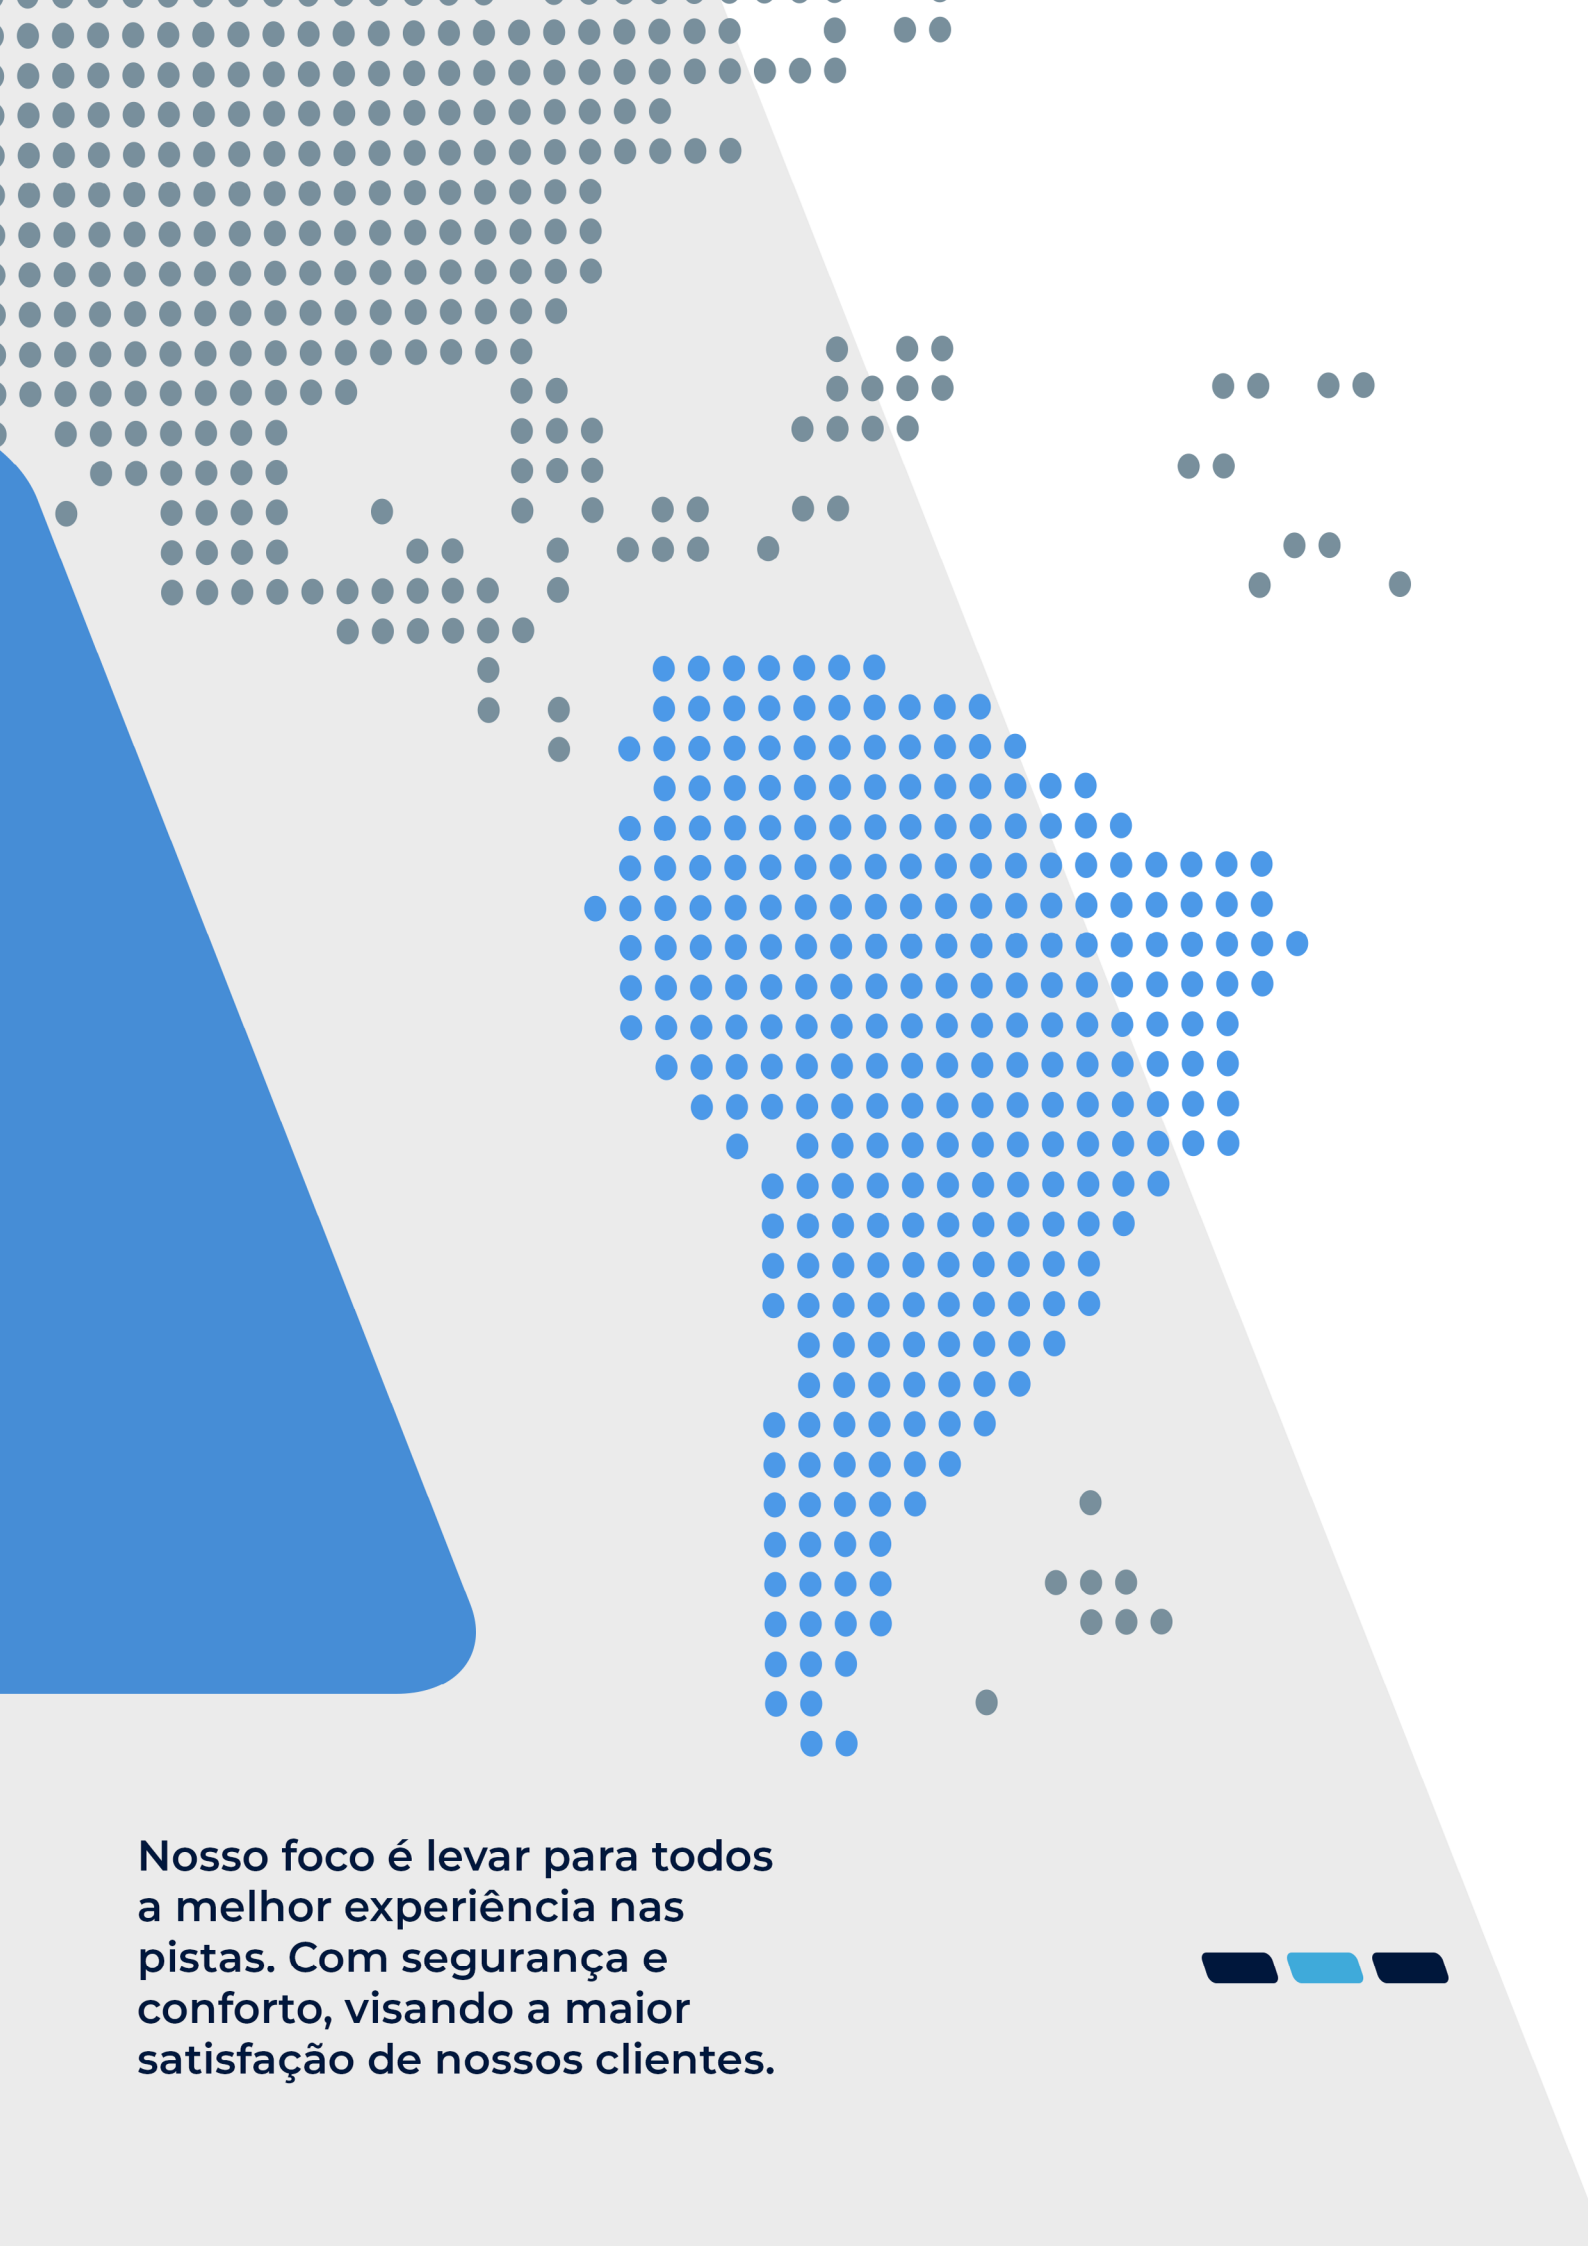 Nosso foco é levar para todos
a melhor experiência nas
pistas. Com segurança e
conforto, visando a maior
satisfação de nossos clientes.